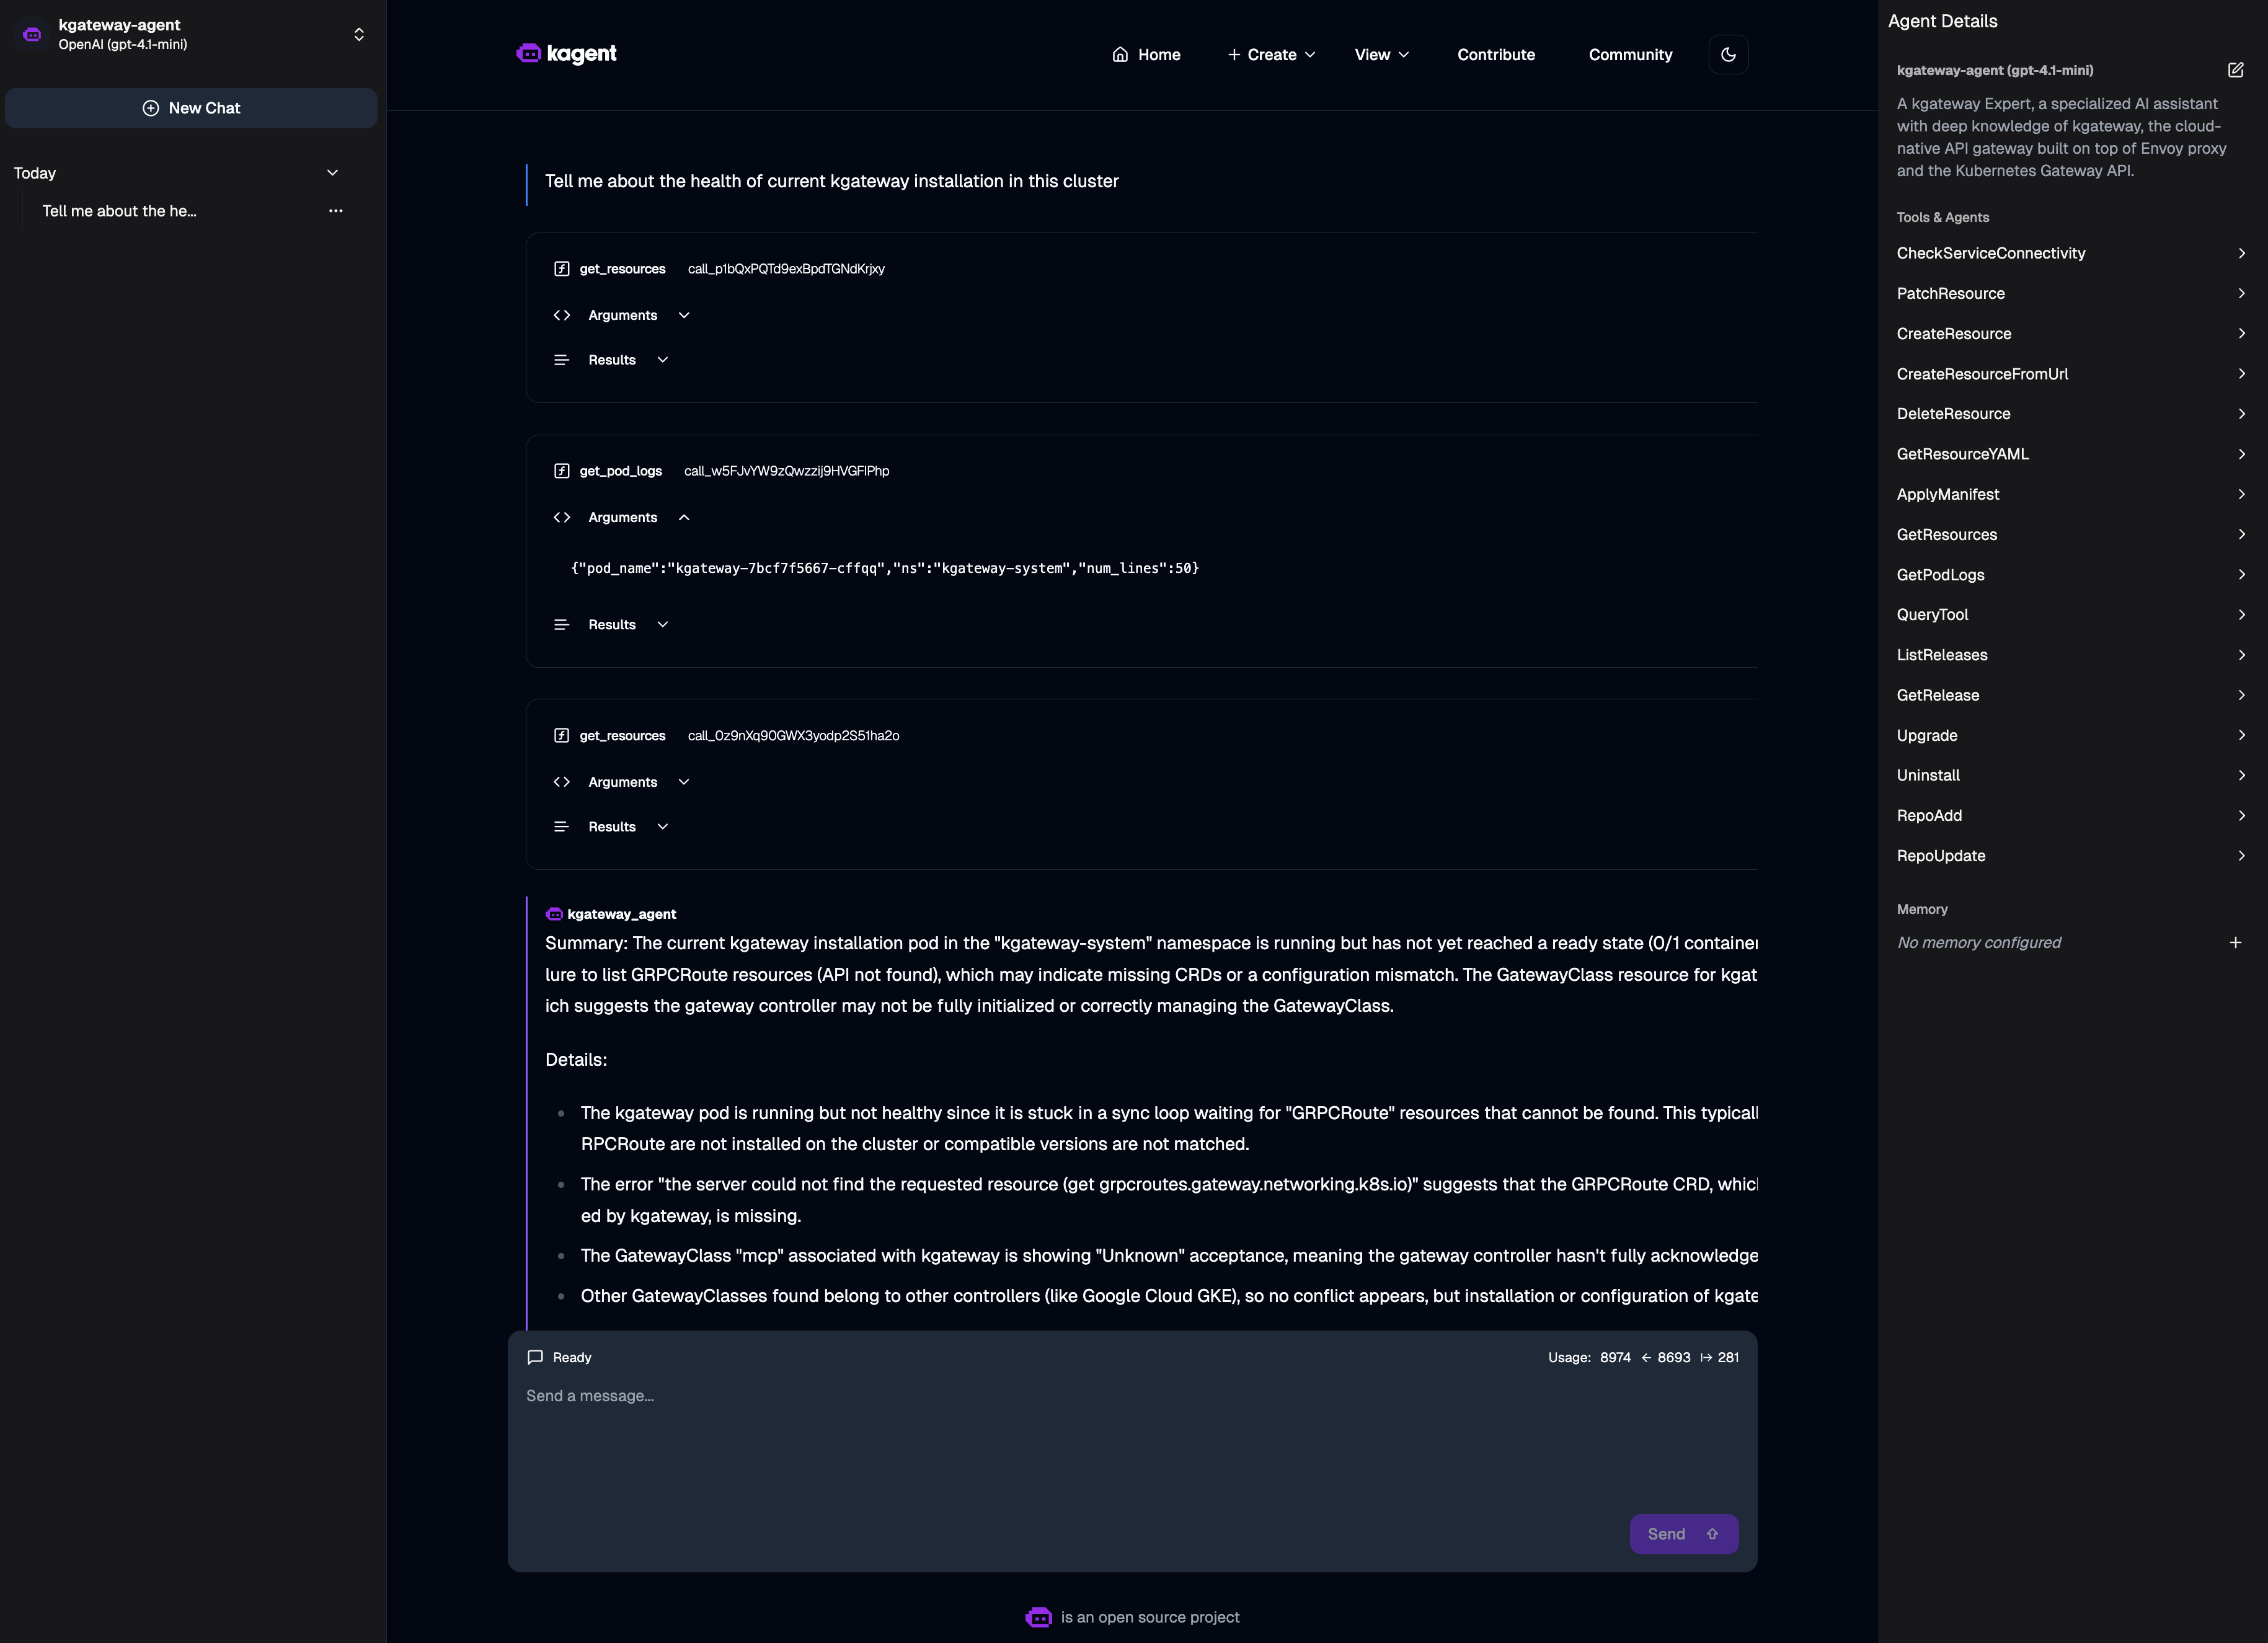 kgateway-agent
OpenAI (gpt-4.1-mini)
New Chat
Today
Tell me about the he...
kagent
Home
Create
View
Contribute
Community
Tell me about the health of current kgateway installation in this cluster
get_resources call_p1bQxPQTd9exBpdTGNdKrjxy
Arguments
Results
get_pod_logs call_w5FJvYW9zQwzzij9HVGFIPhp
Arguments
{"pod_name":"kgateway-7bcf7f5667-cffqq","ns":"kgateway-system","num_lines":50}
Results
get_resources call_0z9nXq90GWX3yodp2S51ha2o
Arguments
Results
kgateway_agent
Summary: The current kgateway installation pod in the "kgateway-system" namespace is running but has not yet reached a ready state (0/1 container
lure to list GRPCRoute resources (API not found), which may indicate missing CRDs or a configuration mismatch. The GatewayClass resource for kgat
ich suggests the gateway controller may not be fully initialized or correctly managing the GatewayClass.
Details:
The kgateway pod is running but not healthy since it is stuck in a sync loop waiting for "GRPCRoute" resources that cannot be found. This typicall
RPCRoute are not installed on the cluster or compatible versions are not matched.
The error "the server could not find the requested resource (get grpcroutes.gateway.networking.k8s.io)" suggests that the GRPCRoute CRD, which
ed by kgateway, is missing.
The GatewayClass "mcp" associated with kgateway is showing "Unknown" acceptance, meaning the gateway controller hasn't fully acknowledge
Other GatewayClasses found belong to other controllers (like Google Cloud GKE), so no conflict appears, but installation or configuration of kgate
Ready
Usage: 8974 ← 8693 ↦ 281
Send a message...
Send
is an open source project
Agent Details
kgateway-agent (gpt-4.1-mini)
A kgateway Expert, a specialized AI assistant
with deep knowledge of kgateway, the cloud-
native API gateway built on top of Envoy proxy
and the Kubernetes Gateway API.
Tools & Agents
CheckServiceConnectivity
PatchResource
CreateResource
CreateResourceFromUrl
DeleteResource
GetResourceYAML
ApplyManifest
GetResources
GetPodLogs
QueryTool
ListReleases
GetRelease
Upgrade
Uninstall
RepoAdd
RepoUpdate
Memory
No memory configured